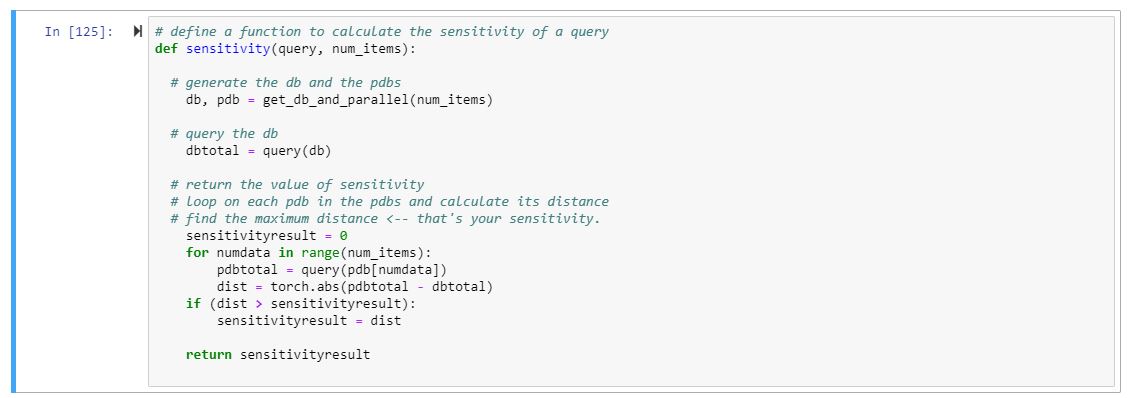 In [125]:
# define a function to calculate the sensitivity of a query
def sensitivity(query, num_items):
  # generate the db and the pdbs
    db, pdb = get_db_and_parallel(num_items)
  # query the db
    dbtotal = query(db)
  # return the value of sensitivity
  # loop on each pdb in the pdbs and calculate its distance
  # find the maximum distance <-- that's your sensitivity.
    sensitivityresult = 0
    for numdata in range(num_items):
        pdbtotal = query(pdb[numdata])
        dist = torch.abs(pdbtotal - dbtotal)
    if (dist > sensitivityresult):
        sensitivityresult = dist
    return sensitivityresult